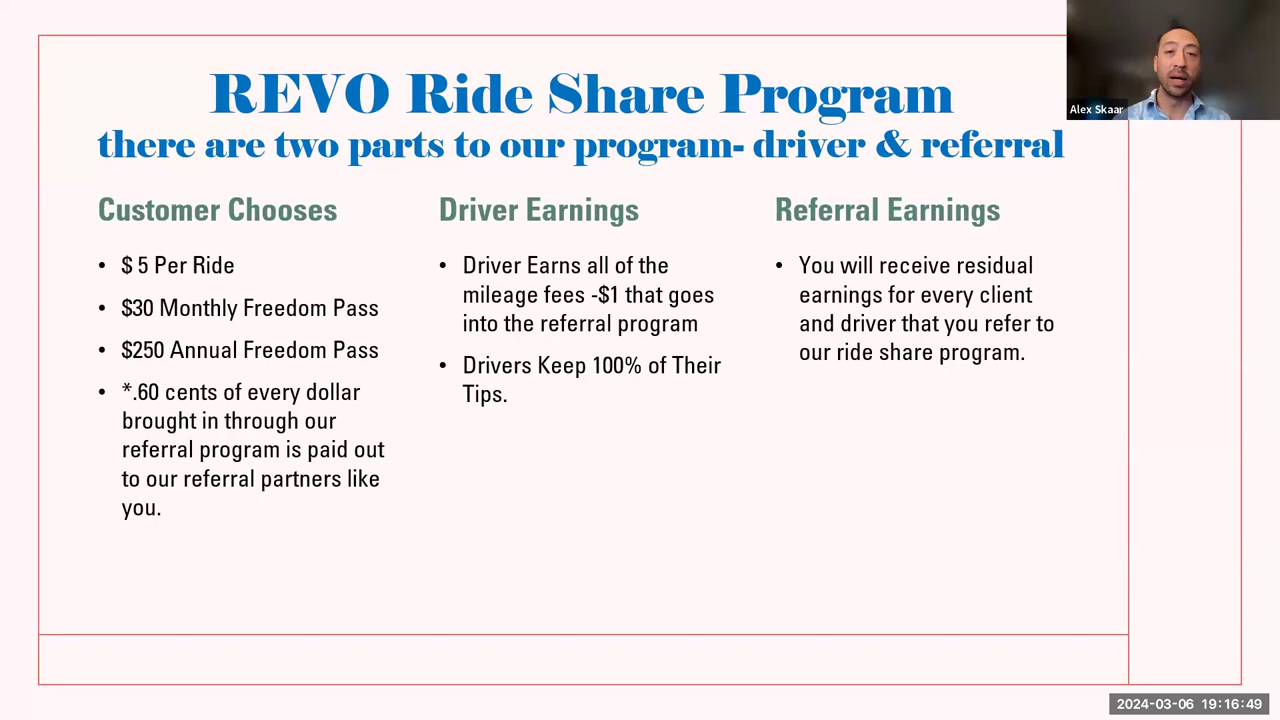 REVO Ride Share Program
there are two parts to our program- driver & referral
Alex Skaar
Customer Chooses
• $ 5 Per Ride
• $30 Monthly Freedom Pass
• $250 Annual Freedom Pass
• *.60 cents of every dollar
brought in through our
referral program is paid out
to our referral partners like
you.
Driver Earnings
• Driver Earns all of the
mileage fees -$1 that goes
into the referral program
• Drivers Keep 100% of Their
Tips.
Referral Earnings
• You will receive residual
earnings for every client
and driver that you refer to
our ride share program.
2024-03-06 19:16:49